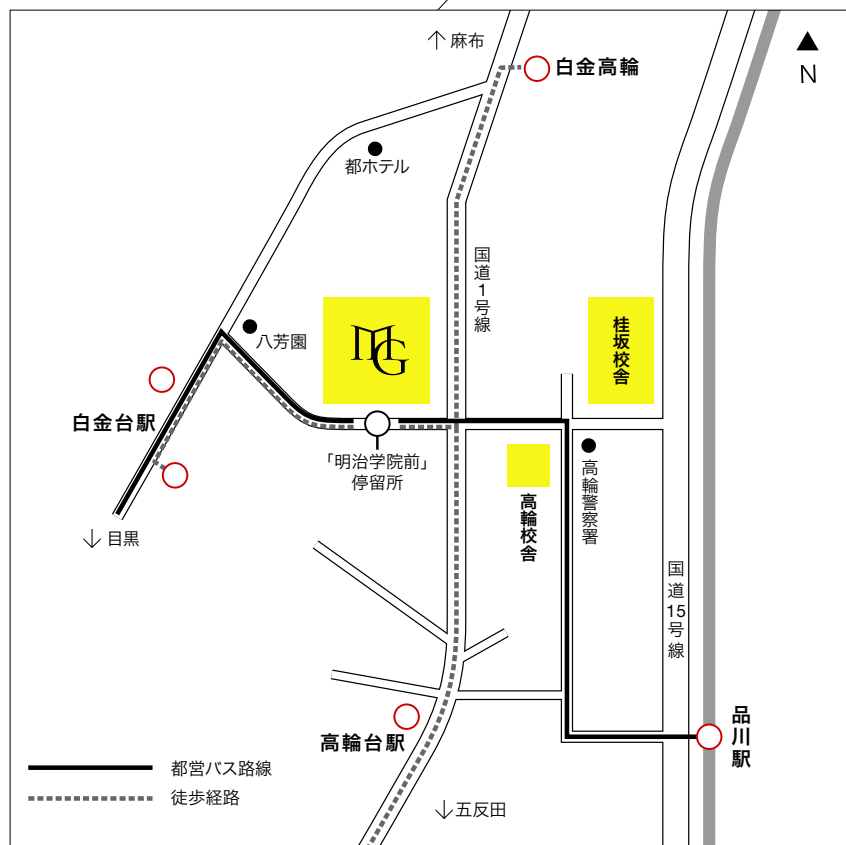 ↑ 麻布
白金高輪
N
都ホテル
国道1号線
桂坂校舎
MG
八芳園
白金台駅
「明治学院前」
停留所
高輪校舎
高輪警察署
↓ 目黒
国道15号線
品川駅
高輪台駅
都営バス路線
徒歩経路
↓ 五反田